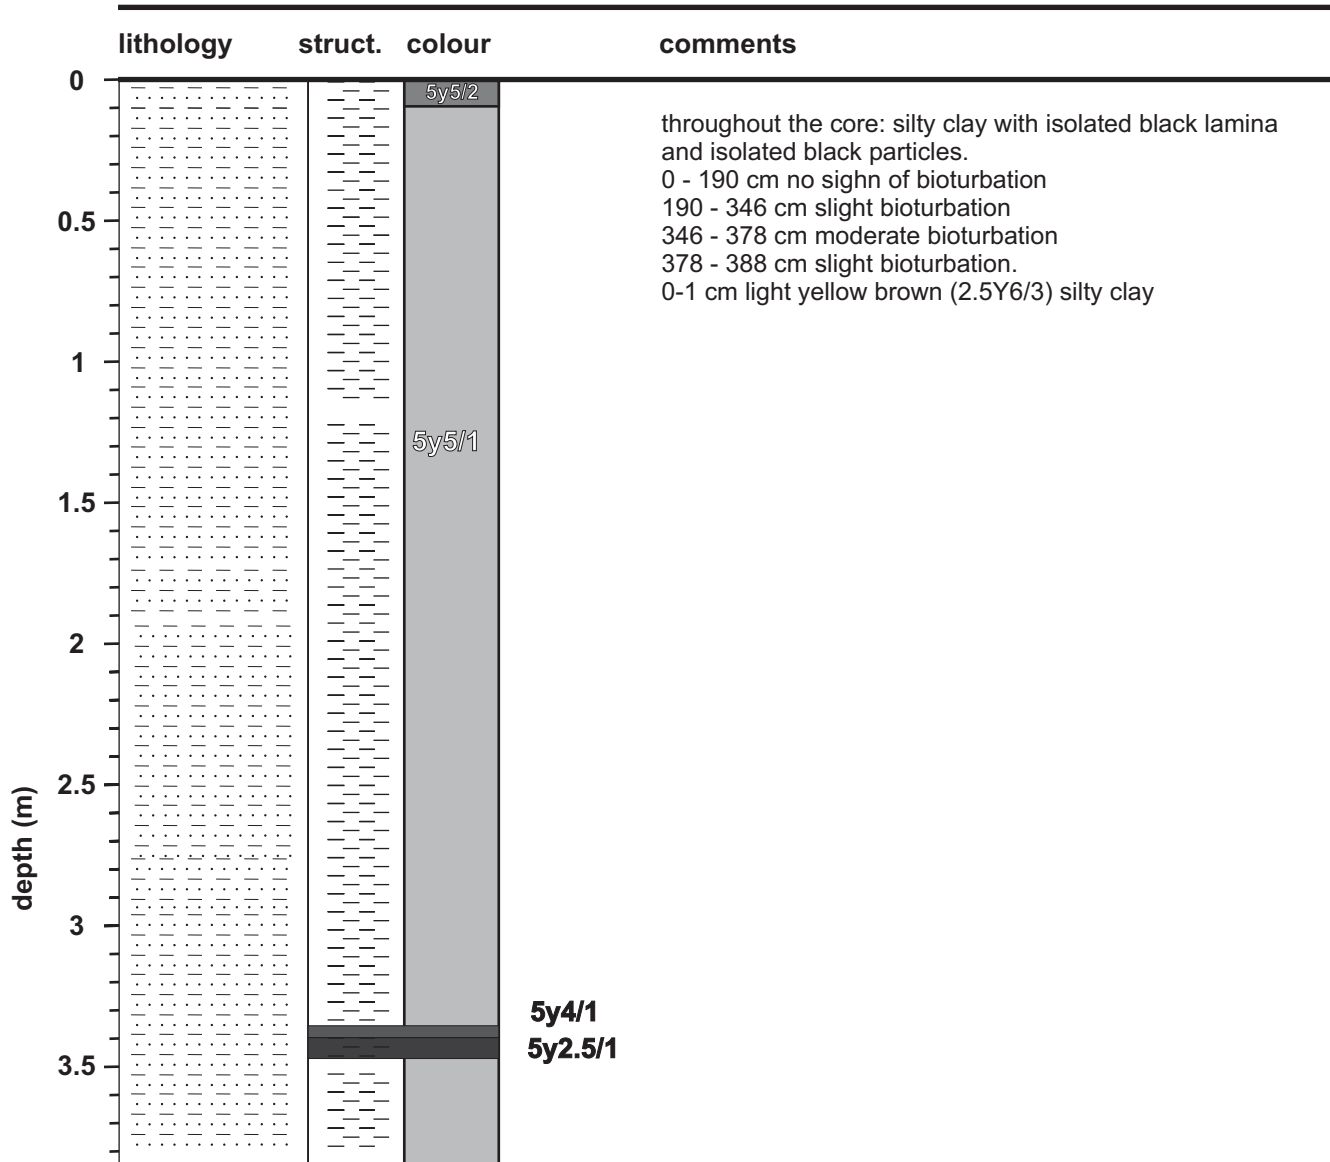 lithology struct. colour comments
0
5y5/2
throughout the core: silty clay with isolated black lamina
and isolated black particles.
0 - 190 cm no sighn of bioturbation
190 - 346 cm slight bioturbation
346 - 378 cm moderate bioturbation
378 - 388 cm slight bioturbation.
0-1 cm light yellow brown (2.5Y6/3) silty clay
0.5
1
5y5/1
1.5
2
2.5
depth (m)
3
5y4/1
5y2.5/1
3.5